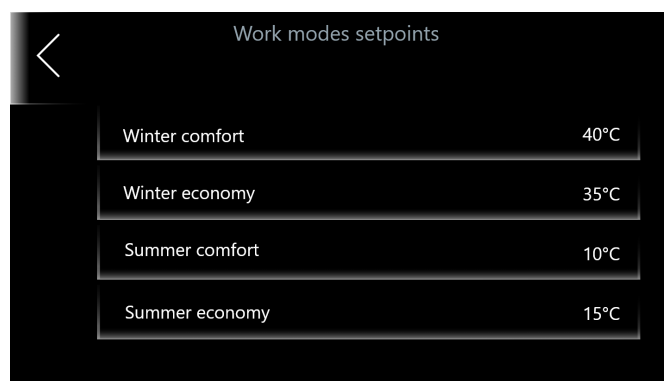 Work modes setpoints
Winter comfort 40°C
Winter economy 35°C
Summer comfort 10°C
Summer economy 15°C